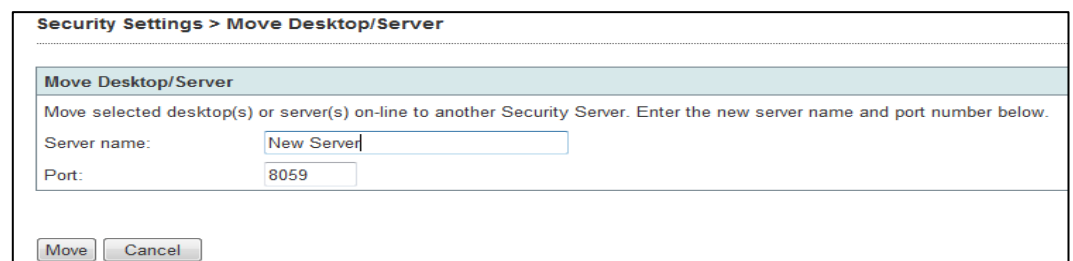 Security Settings > Move Desktop/Server
Move Desktop/Server
Move selected desktop(s) or server(s) on-line to another Security Server. Enter the new server name and port number below.
Server name: New Server
Port: 8059
Move Cancel